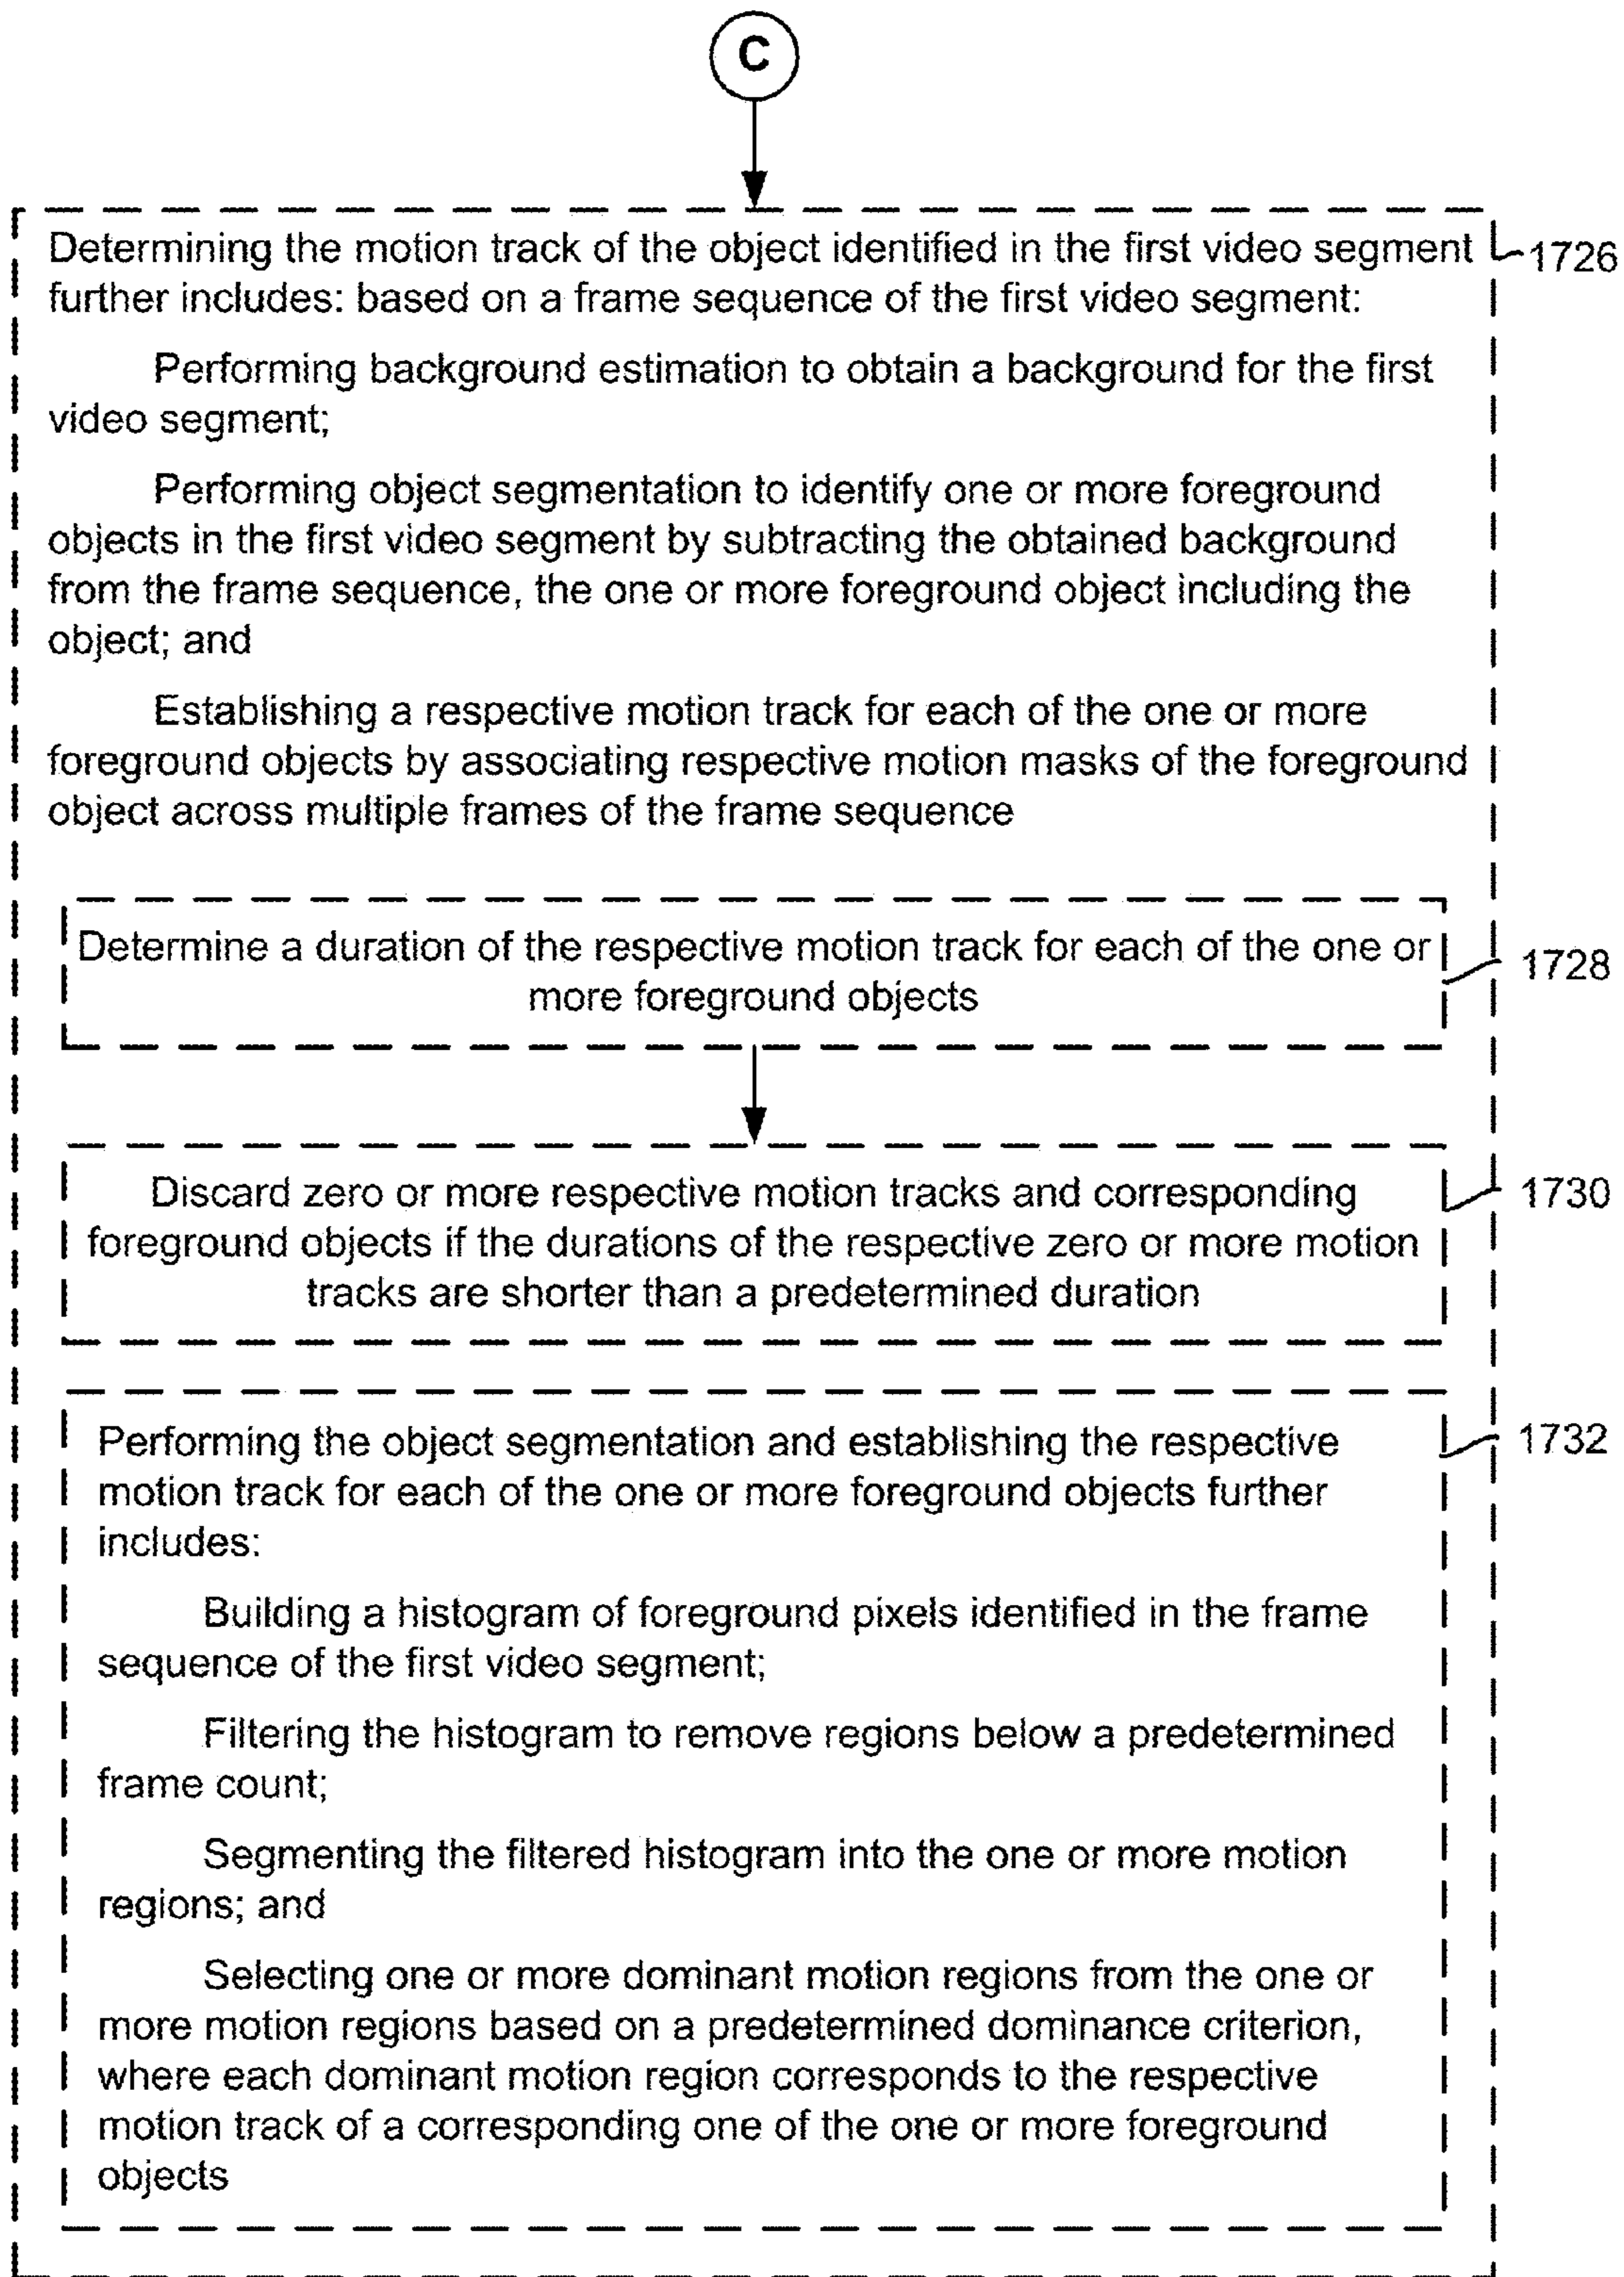 C
Determining the motion track of the object identified in the first video segment
1726
further includes: based on a frame sequence of the first video segment:
Performing background estimation to obtain a background for the first
video segment;
Performing object segmentation to identify one or more foreground
objects in the first video segment by subtracting the obtained background
from the frame sequence, the one or more foreground object including the
object; and
Establishing a respective motion track for each of the one or more
foreground objects by associating respective motion masks of the foreground
object across multiple frames of the frame sequence
Determine a duration of the respective motion track for each of the one or
more foreground objects
1728
Discard zero or more respective motion tracks and corresponding
1730
foreground objects if the durations of the respective zero or more motion
tracks are shorter than a predetermined duration
Performing the object segmentation and establishing the respective
1732
motion track for each of the one or more foreground objects further
includes:
Building a histogram of foreground pixels identified in the frame
sequence of the first video segment;
Filtering the histogram to remove regions below a predetermined
frame count;
Segmenting the filtered histogram into the one or more motion
regions; and
Selecting one or more dominant motion regions from the one or
more motion regions based on a predetermined dominance criterion,
where each dominant motion region corresponds to the respective
motion track of a corresponding one of the one or more foreground
objects